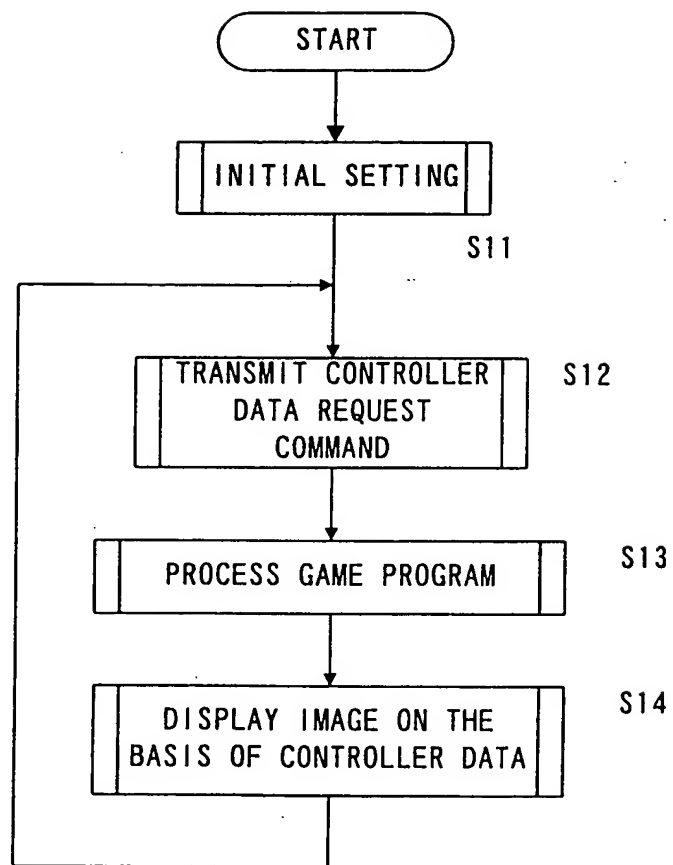 START
INITIAL SETTING
S11
TRANSMIT CONTROLLER
DATA REQUEST
COMMAND
S12
PROCESS GAME PROGRAM
S13
DISPLAY IMAGE ON THE
BASIS OF CONTROLLER DATA
S14